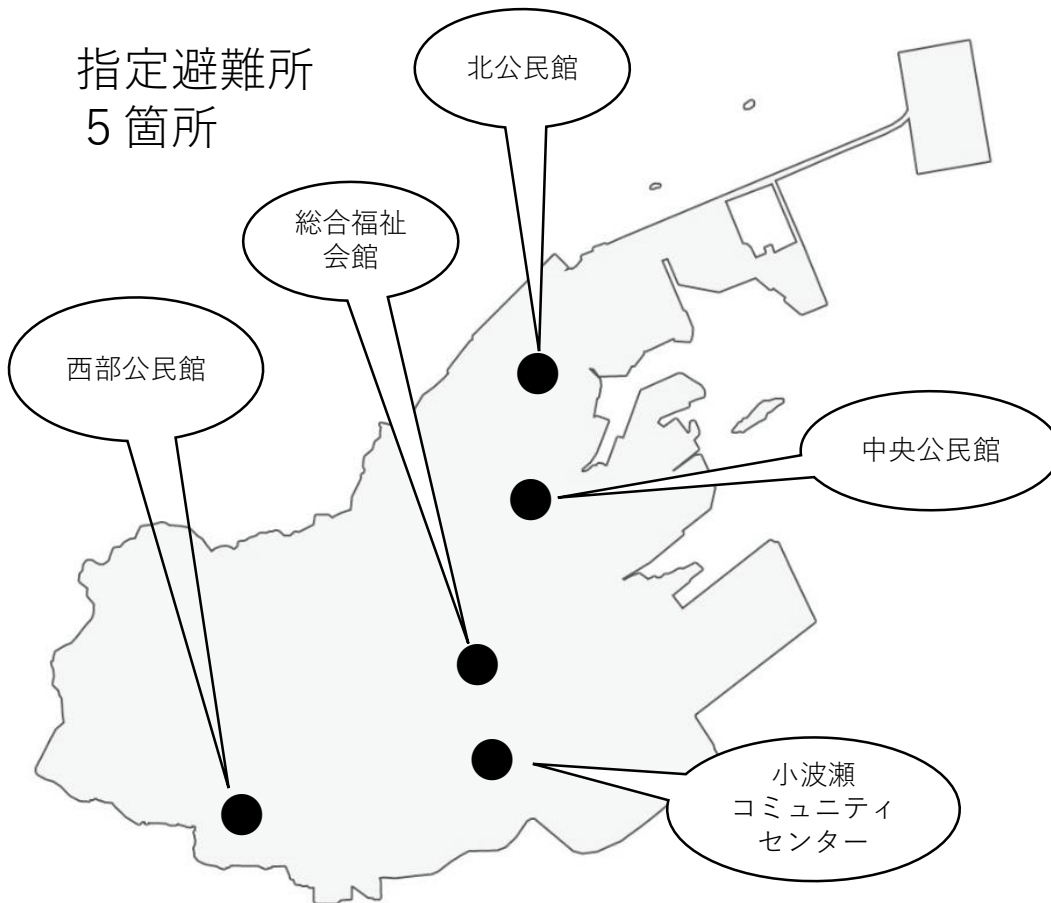 指定避難所
5箇所
北公民館
総合福祉
会館
西部公民館
中央公民館
小波瀬
コミュニティ
センター